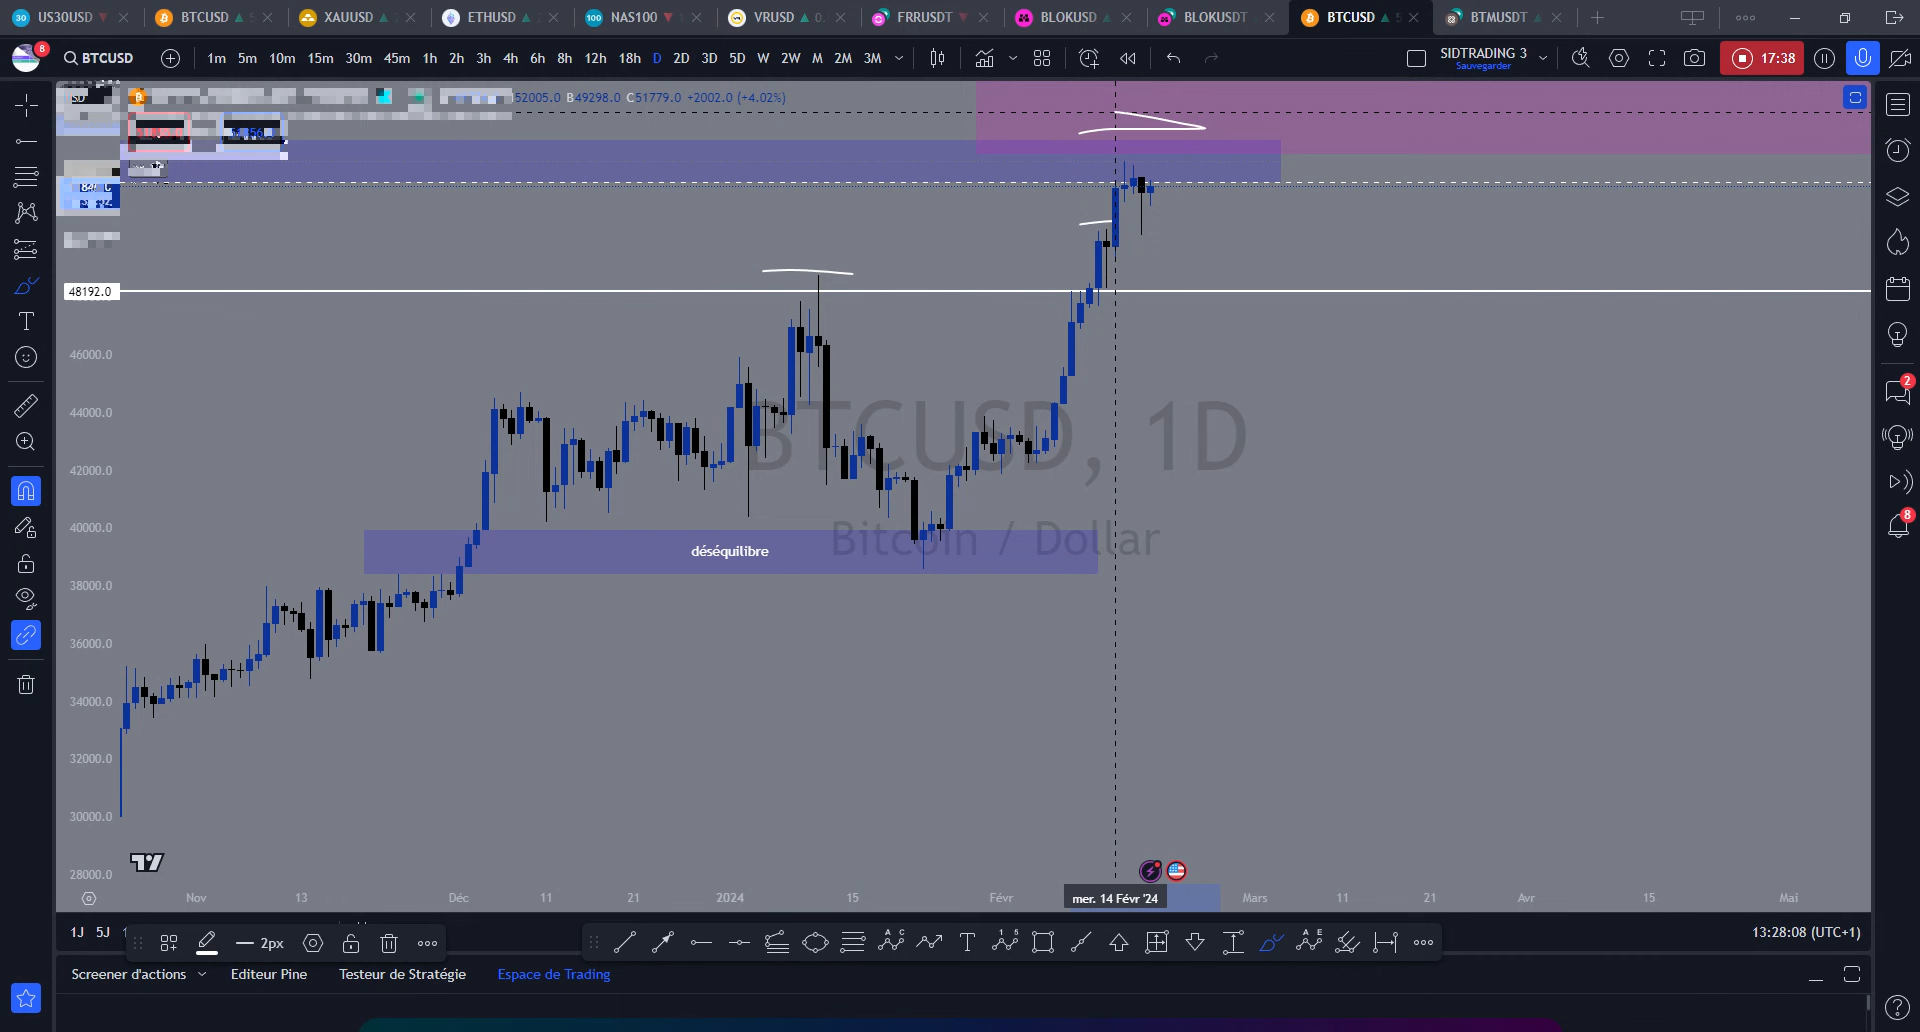 US30USD BTCUSD 5 XAUUSD ETHUSD NAS100 VRUSD FRRUSDT BLOKUSD BLOKUSDT BTCUSD BTMUSDT
8 BTCUSD 1m 5m 10m 15m 30m 45m 1h 2h 3h 4h 6h 8h 12h 18h D 2D 3D 5D W 2W M 2M 3M SIDTRADING 3 17:38
Sauvegarder
52005.0 B49298.0 C51779.0 +2002.0 (+4.02%)
48192.0
46000.0
44000.0
42000.0
40000.0
38000.0
36000.0
34000.0
32000.0
30000.0
28000.0
BTCUSD, 1D
Bitcoin / Dollar
déséquilibre
2
8
Nov 13 Déc 11 21 2024 15 Févr mer. 14 Févr '24 Mars 11 21 Avr 15 Mai
1J 5J 13:28:08 (UTC+1)
2px
Screener d'actions Editeur Pine Testeur de Stratégie Espace de Trading